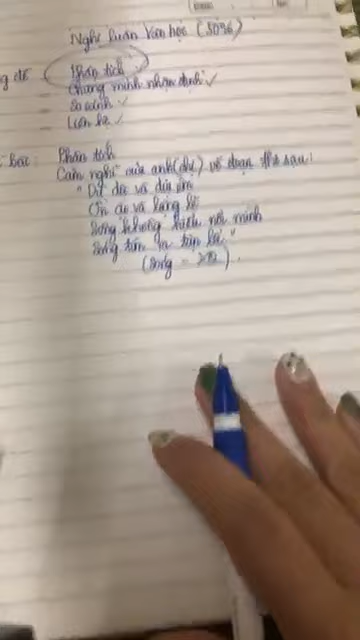 Nghị luận Văn học (50%)
Phân tích
Chứng minh nhận định ✓
- So sánh ✓
- Liên hệ ✓
Phân tích
Cảm nghĩ của anh (chị) về đoạn thơ sau:
"Dữ dội và dịu êm
Ồn ào và lặng lẽ
Sóng không hiểu nổi mình
Sóng tìm ra tận bể"
(Sóng - XQ).